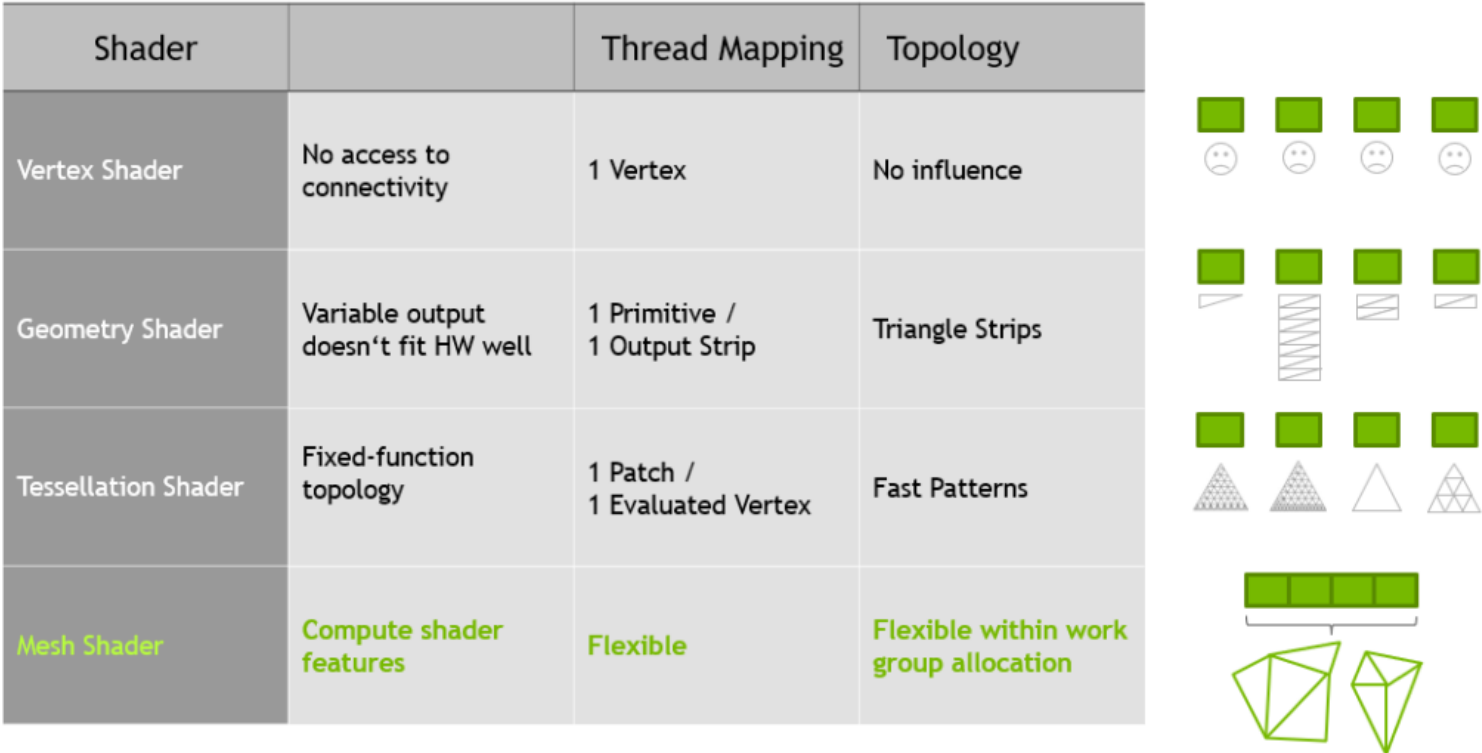 Shader Thread Mapping Topology
Vertex Shader
No access to
connectivity
1 Vertex
No influence
Geometry Shader
Variable output
doesn‘t fit HW well
1 Primitive /
1 Output Strip
Triangle Strips
Tessellation Shader
Fixed-function
topology
1 Patch /
1 Evaluated Vertex
Fast Patterns
Mesh Shader
Compute shader
features
Flexible
Flexible within work
group allocation